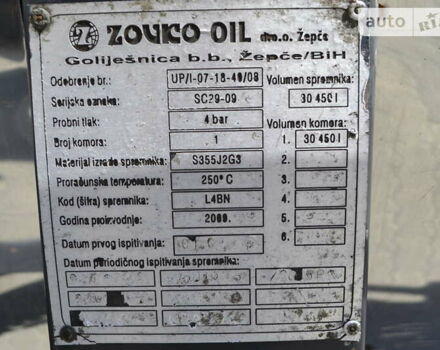 ZOVKO OIL d.o.o. Žepče
Golijеšnica b.b., Žepče/BiH
Odobrenje br.: UP/I-07-18-49/08 Volumen spremnika:
Serijska oznaka: SC29-09 30 450 l
Probni tlak: 4 bar Volumen komora:
Broj komora: 1 1. 30 450 l
Materijal izrade spremnika: S355J2G3 2.
Proračunska temperatura: 250° C 3.
Kod (šifra) spremnika: L4BN 4.
Godina proizvodnje: 2009. 5.
Datum prvog ispitivanja: 6.
Datum periodičnog ispitivanja spremnika:
AUTO
RIA